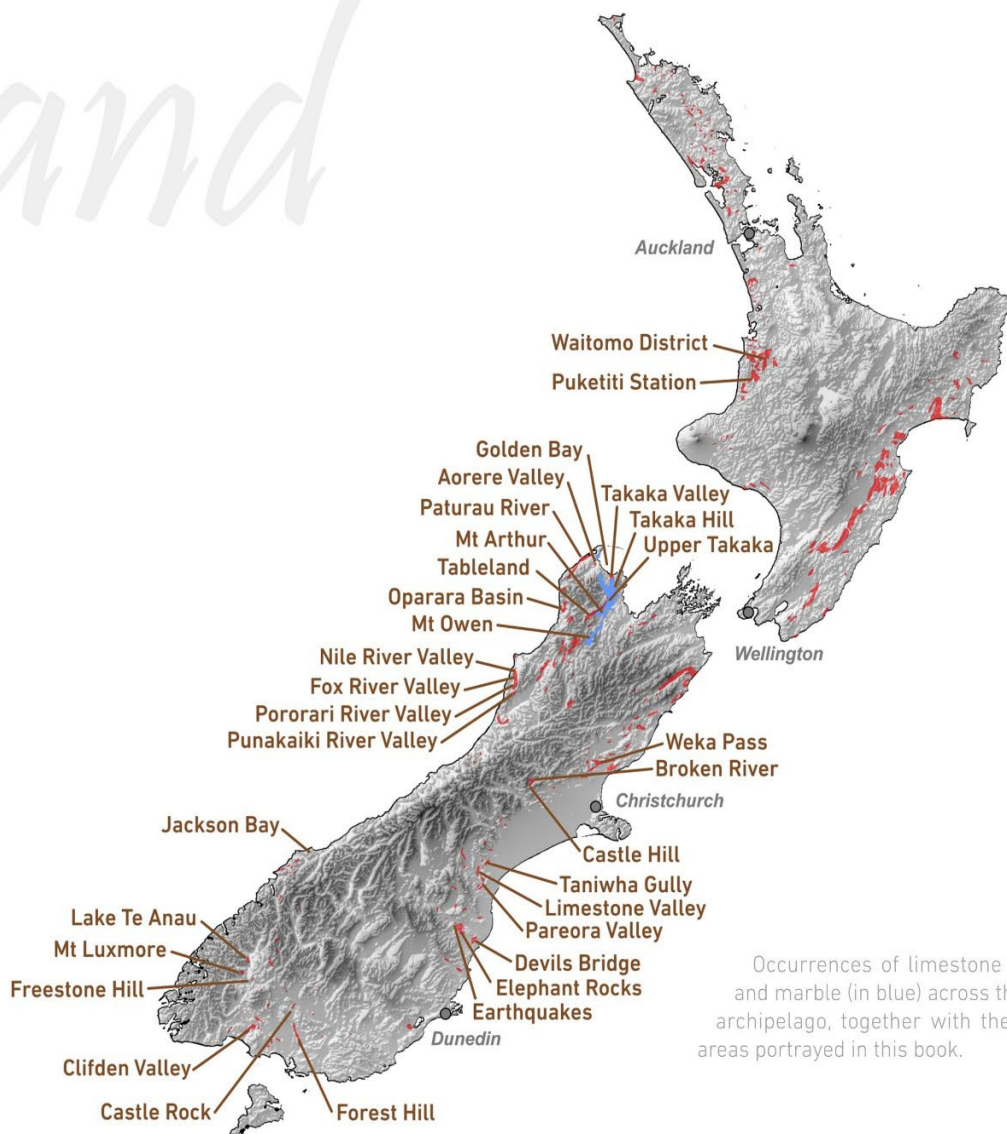 and
Auckland
Waitomo District
Puketiti Station
Golden Bay
Aorere Valley
Takaka Valley
Paturau River
Takaka Hill
Mt Arthur
Upper Takaka
Tableland
Oparara Basin
Mt Owen
Wellington
Nile River Valley
Fox River Valley
Pororari River Valley
Punakaiki River Valley
Weka Pass
Broken River
Christchurch
Jackson Bay
Castle Hill
Taniwha Gully
Limestone Valley
Pareora Valley
Lake Te Anau
Mt Luxmore
Freestone Hill
Devils Bridge
Elephant Rocks
Earthquakes
Dunedin
Clifden Valley
Castle Rock
Forest Hill
Occurrences of limestone
and marble (in blue) across th
archipelago, together with the
areas portrayed in this book.